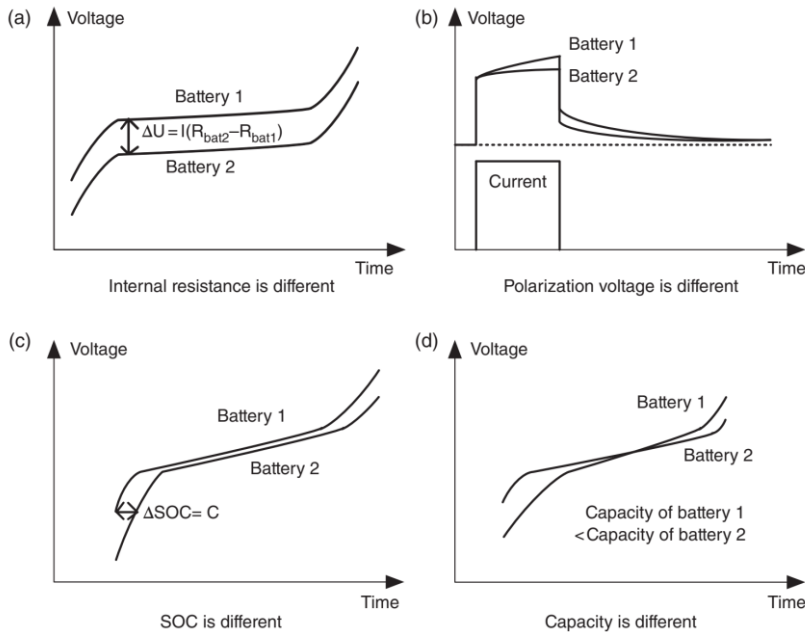 (a)
Voltage
Battery 1
ΔU = I(R_bat2–R_bat1)
Battery 2
Time
Internal resistance is different
(b)
Voltage
Battery 1
Battery 2
Current
Time
Polarization voltage is different
(c)
Voltage
Battery 1
Battery 2
ΔSOC= C
Time
SOC is different
(d)
Voltage
Battery 1
Battery 2
Capacity of battery 1
<Capacity of battery 2
Time
Capacity is different